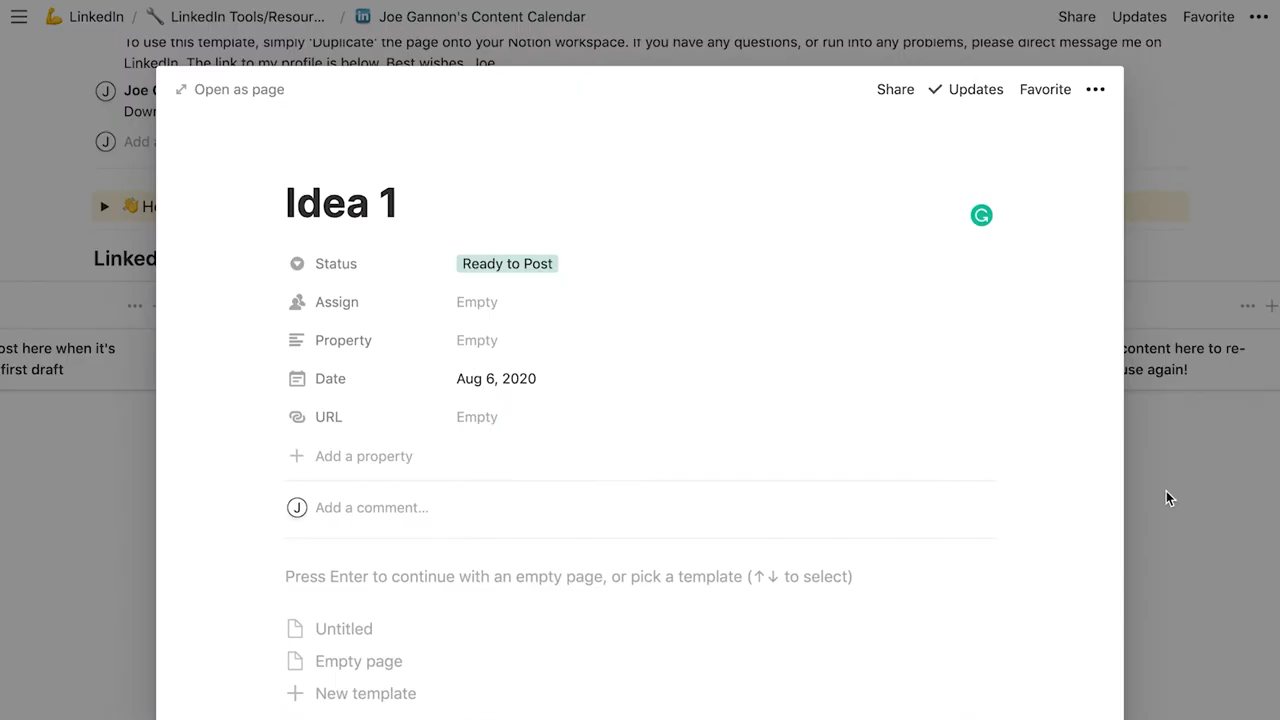 LinkedIn / LinkedIn Tools/Resour... / Joe Gannon's Content Calendar Share Updates Favorite
To use this template, simply 'Duplicate' the page onto your Notion workspace. If you have any questions, or run into any problems, please direct message me on
LinkedIn. The link to my profile is below. Best wishes, Joe
Open as page Share Updates Favorite
J Joe
Down
J Add
Idea 1
Linked
Status Ready to Post
Assign Empty
ost here when it's
first draft
content here to re-
use again!
Property Empty
Date Aug 6, 2020
URL Empty
Add a property
J Add a comment...
Press Enter to continue with an empty page, or pick a template (↑↓ to select)
Untitled
Empty page
New template